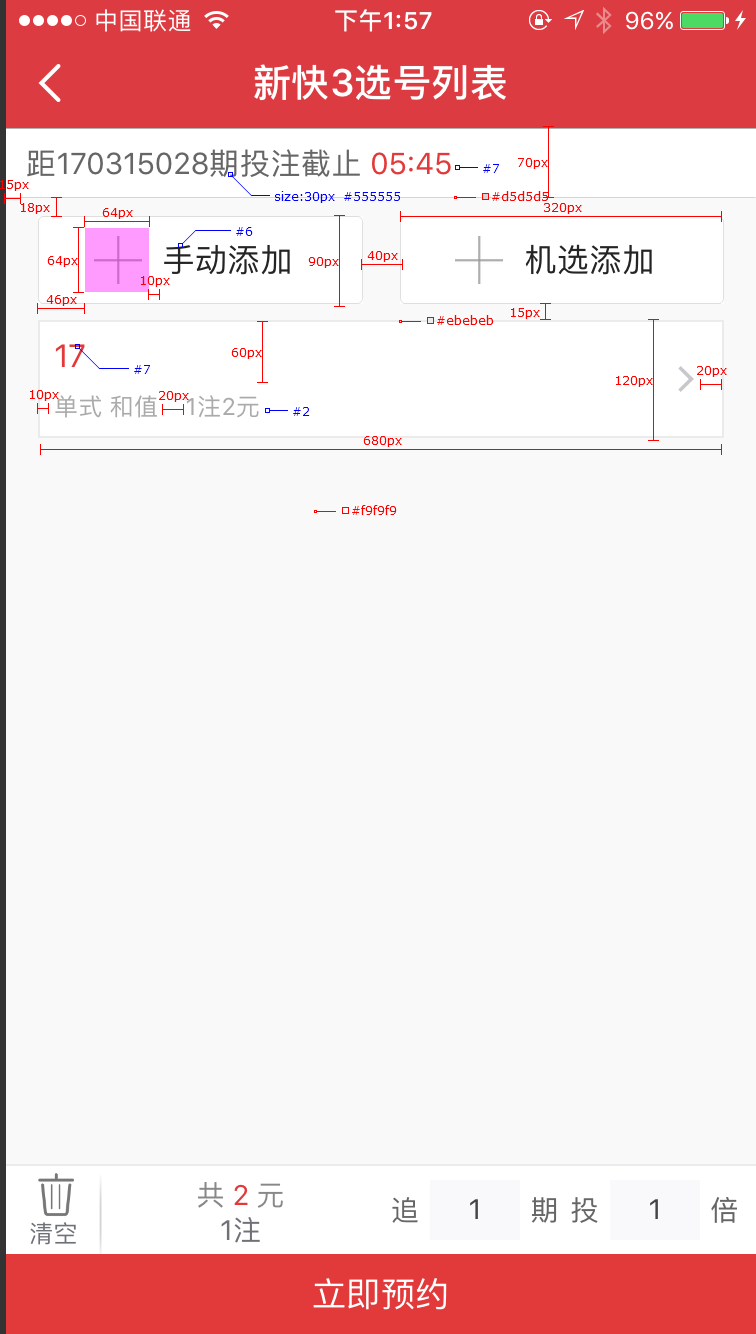 中国联通 下午1:57 96%
新快3选号列表
距170315028期投注截止 05:45 #7
70px
15px
size:30px #555555 #d5d5d5
18px 64px 320px
#6
64px 手动添加 90px 40px 机选添加
10px
46px
15px
#ebebeb
17 60px
#7
120px 20px
10px 20px
单式 和值 1注2元 #2
680px
#f9f9f9
共 2 元
清空 1注 追 1 期 投 1 倍
立即预约